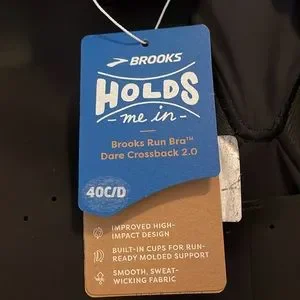 BROOKS
HOLDS
me in
Brooks Run Bra™
Dare Crossback 2.0
40C/D
IMPROVED HIGH-
IMPACT DESIGN
BUILT-IN CUPS FOR RUN-
READY MOLDED SUPPORT
SMOOTH, SWEAT-
WICKING FABRIC